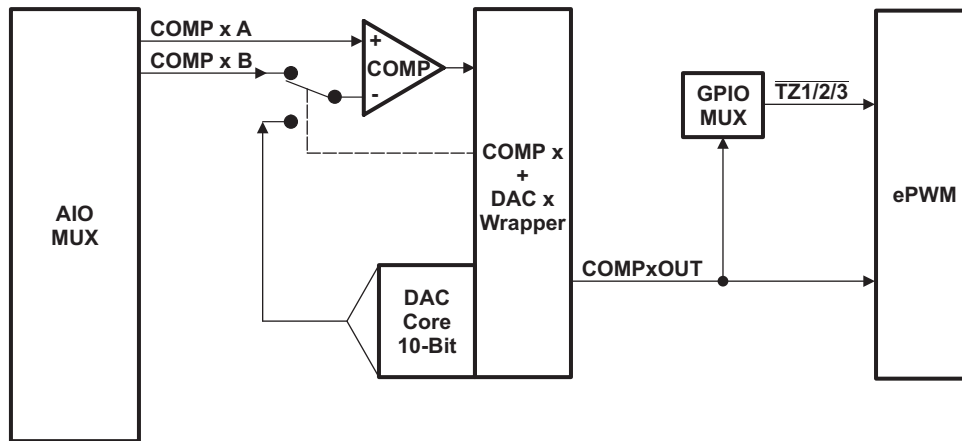 COMP x A
COMP x B
+
COMP
-
GPIO
MUX
TZ1/2/3
AIO
MUX
COMP x
+
DAC x
Wrapper
ePWM
COMPxOUT
DAC
Core
10-Bit